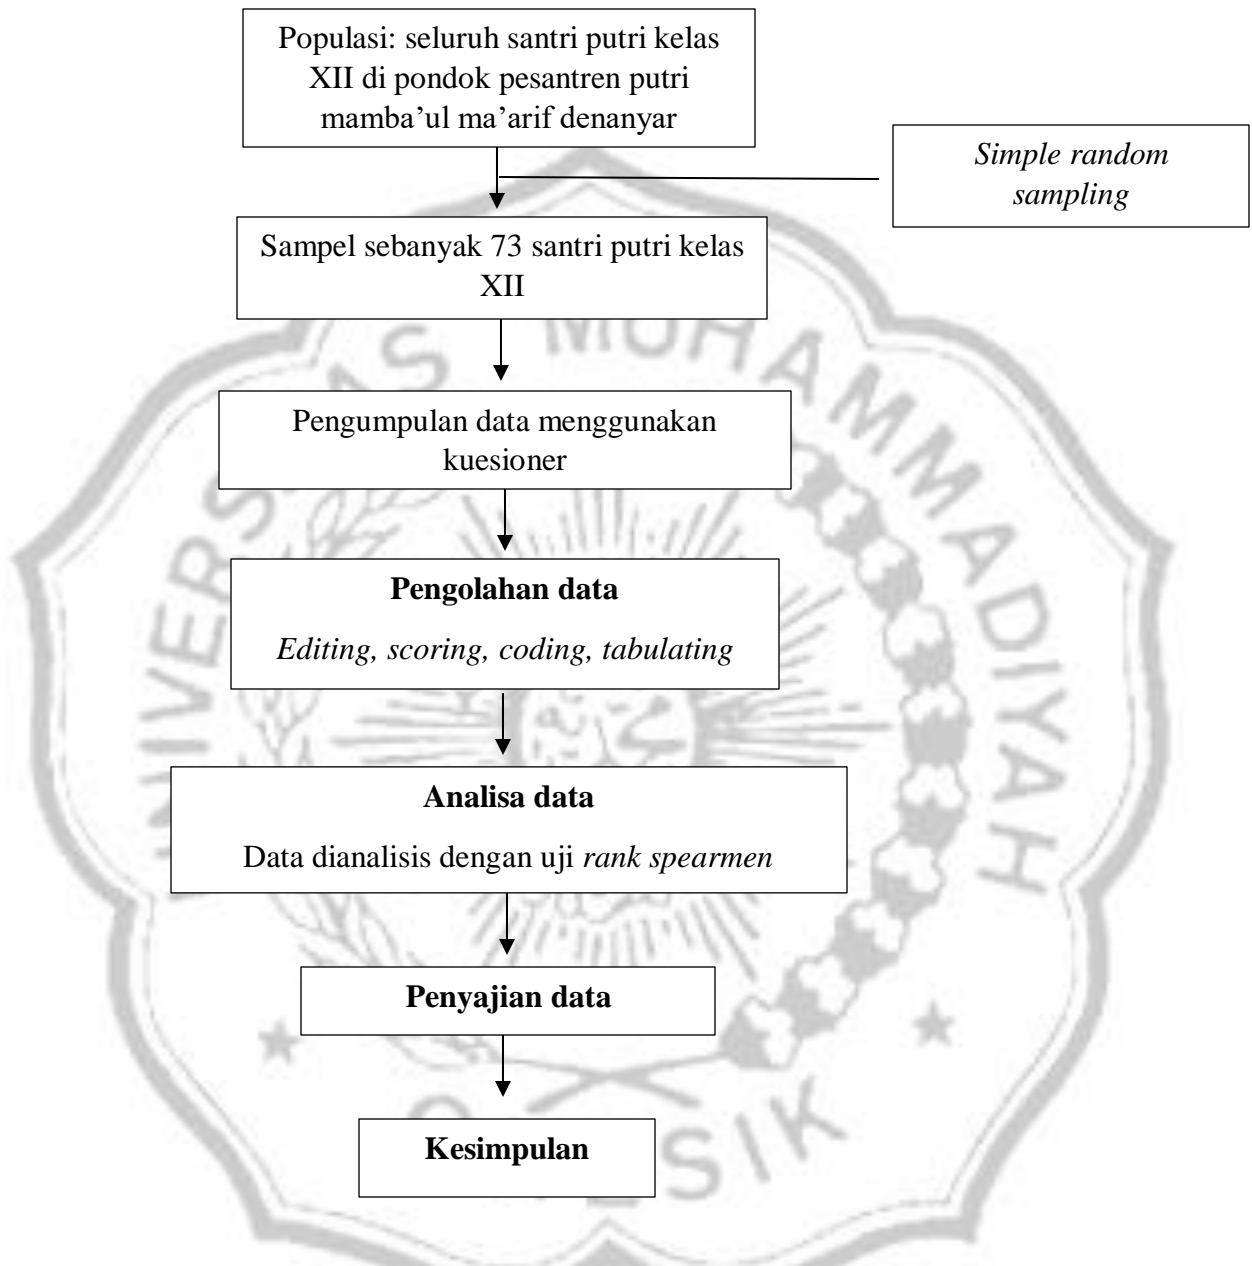 Populasi: seluruh santri putri kelas
XII di pondok pesantren putri
mamba’ul ma’arif denanyar
Simple random
sampling
Sampel sebanyak 73 santri putri kelas
XII
Pengumpulan data menggunakan
kuesioner
Pengolahan data
Editing, scoring, coding, tabulating
Analisa data
Data dianalisis dengan uji rank spearmen
Penyajian data
Kesimpulan
MUHAMMADIYAH